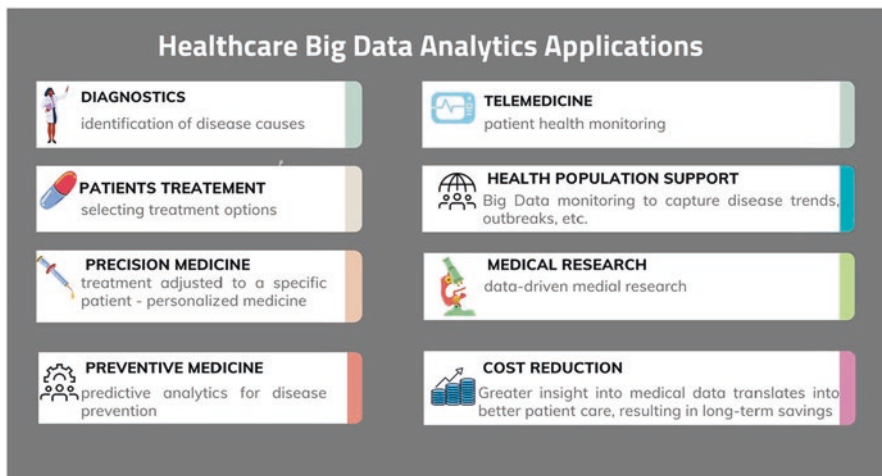 Healthcare Big Data Analytics Applications
DIAGNOSTICS
identification of disease causes
PATIENTS TREATEMENT
selecting treatment options
PRECISION MEDICINE
treatment adjusted to a specific
patient - personalized medicine
PREVENTIVE MEDICINE
predictive analytics for disease
prevention
TELEMEDICINE
patient health monitoring
HEALTH POPULATION SUPPORT
Big Data monitoring to capture disease trends,
outbreaks, etc.
MEDICAL RESEARCH
data-driven medial research
COST REDUCTION
Greater insight into medical data translates into
better patient care, resulting in long-term savings